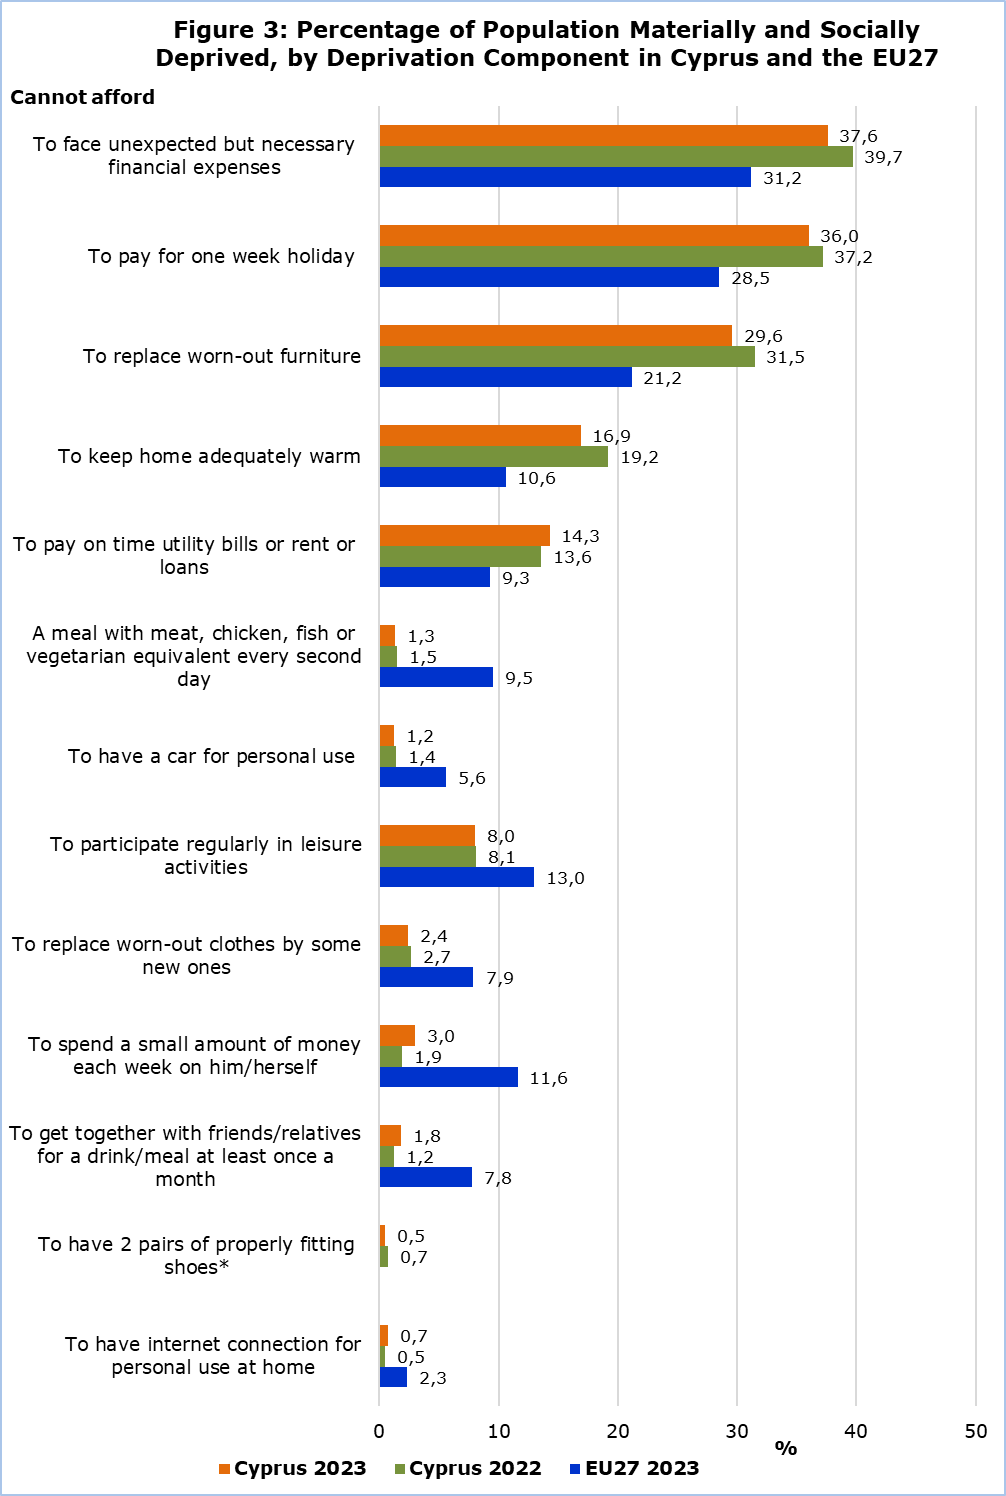 Figure 3: Percentage of Population Materially and Socially
Deprived, by Deprivation Component in Cyprus and the EU27
Cannot afford
To face unexpected but necessary
financial expenses
37,6
39,7
31,2
To pay for one week holiday
36,0
37,2
28,5
To replace worn-out furniture
29,6
31,5
21,2
To keep home adequately warm
16,9
19,2
10,6
To pay on time utility bills or rent or
loans
14,3
13,6
9,3
A meal with meat, chicken, fish or
vegetarian equivalent every second
day
1,3
1,5
9,5
To have a car for personal use
1,2
1,4
5,6
To participate regularly in leisure
activities
8,0
8,1
13,0
To replace worn-out clothes by some
new ones
2,4
2,7
7,9
To spend a small amount of money
each week on him/herself
3,0
1,9
11,6
To get together with friends/relatives
for a drink/meal at least once a
month
1,8
1,2
7,8
To have 2 pairs of properly fitting
shoes*
0,5
0,7
To have internet connection for
personal use at home
0,7
0,5
2,3
0 10 20 30 40 50
%
Cyprus 2023 Cyprus 2022 EU27 2023